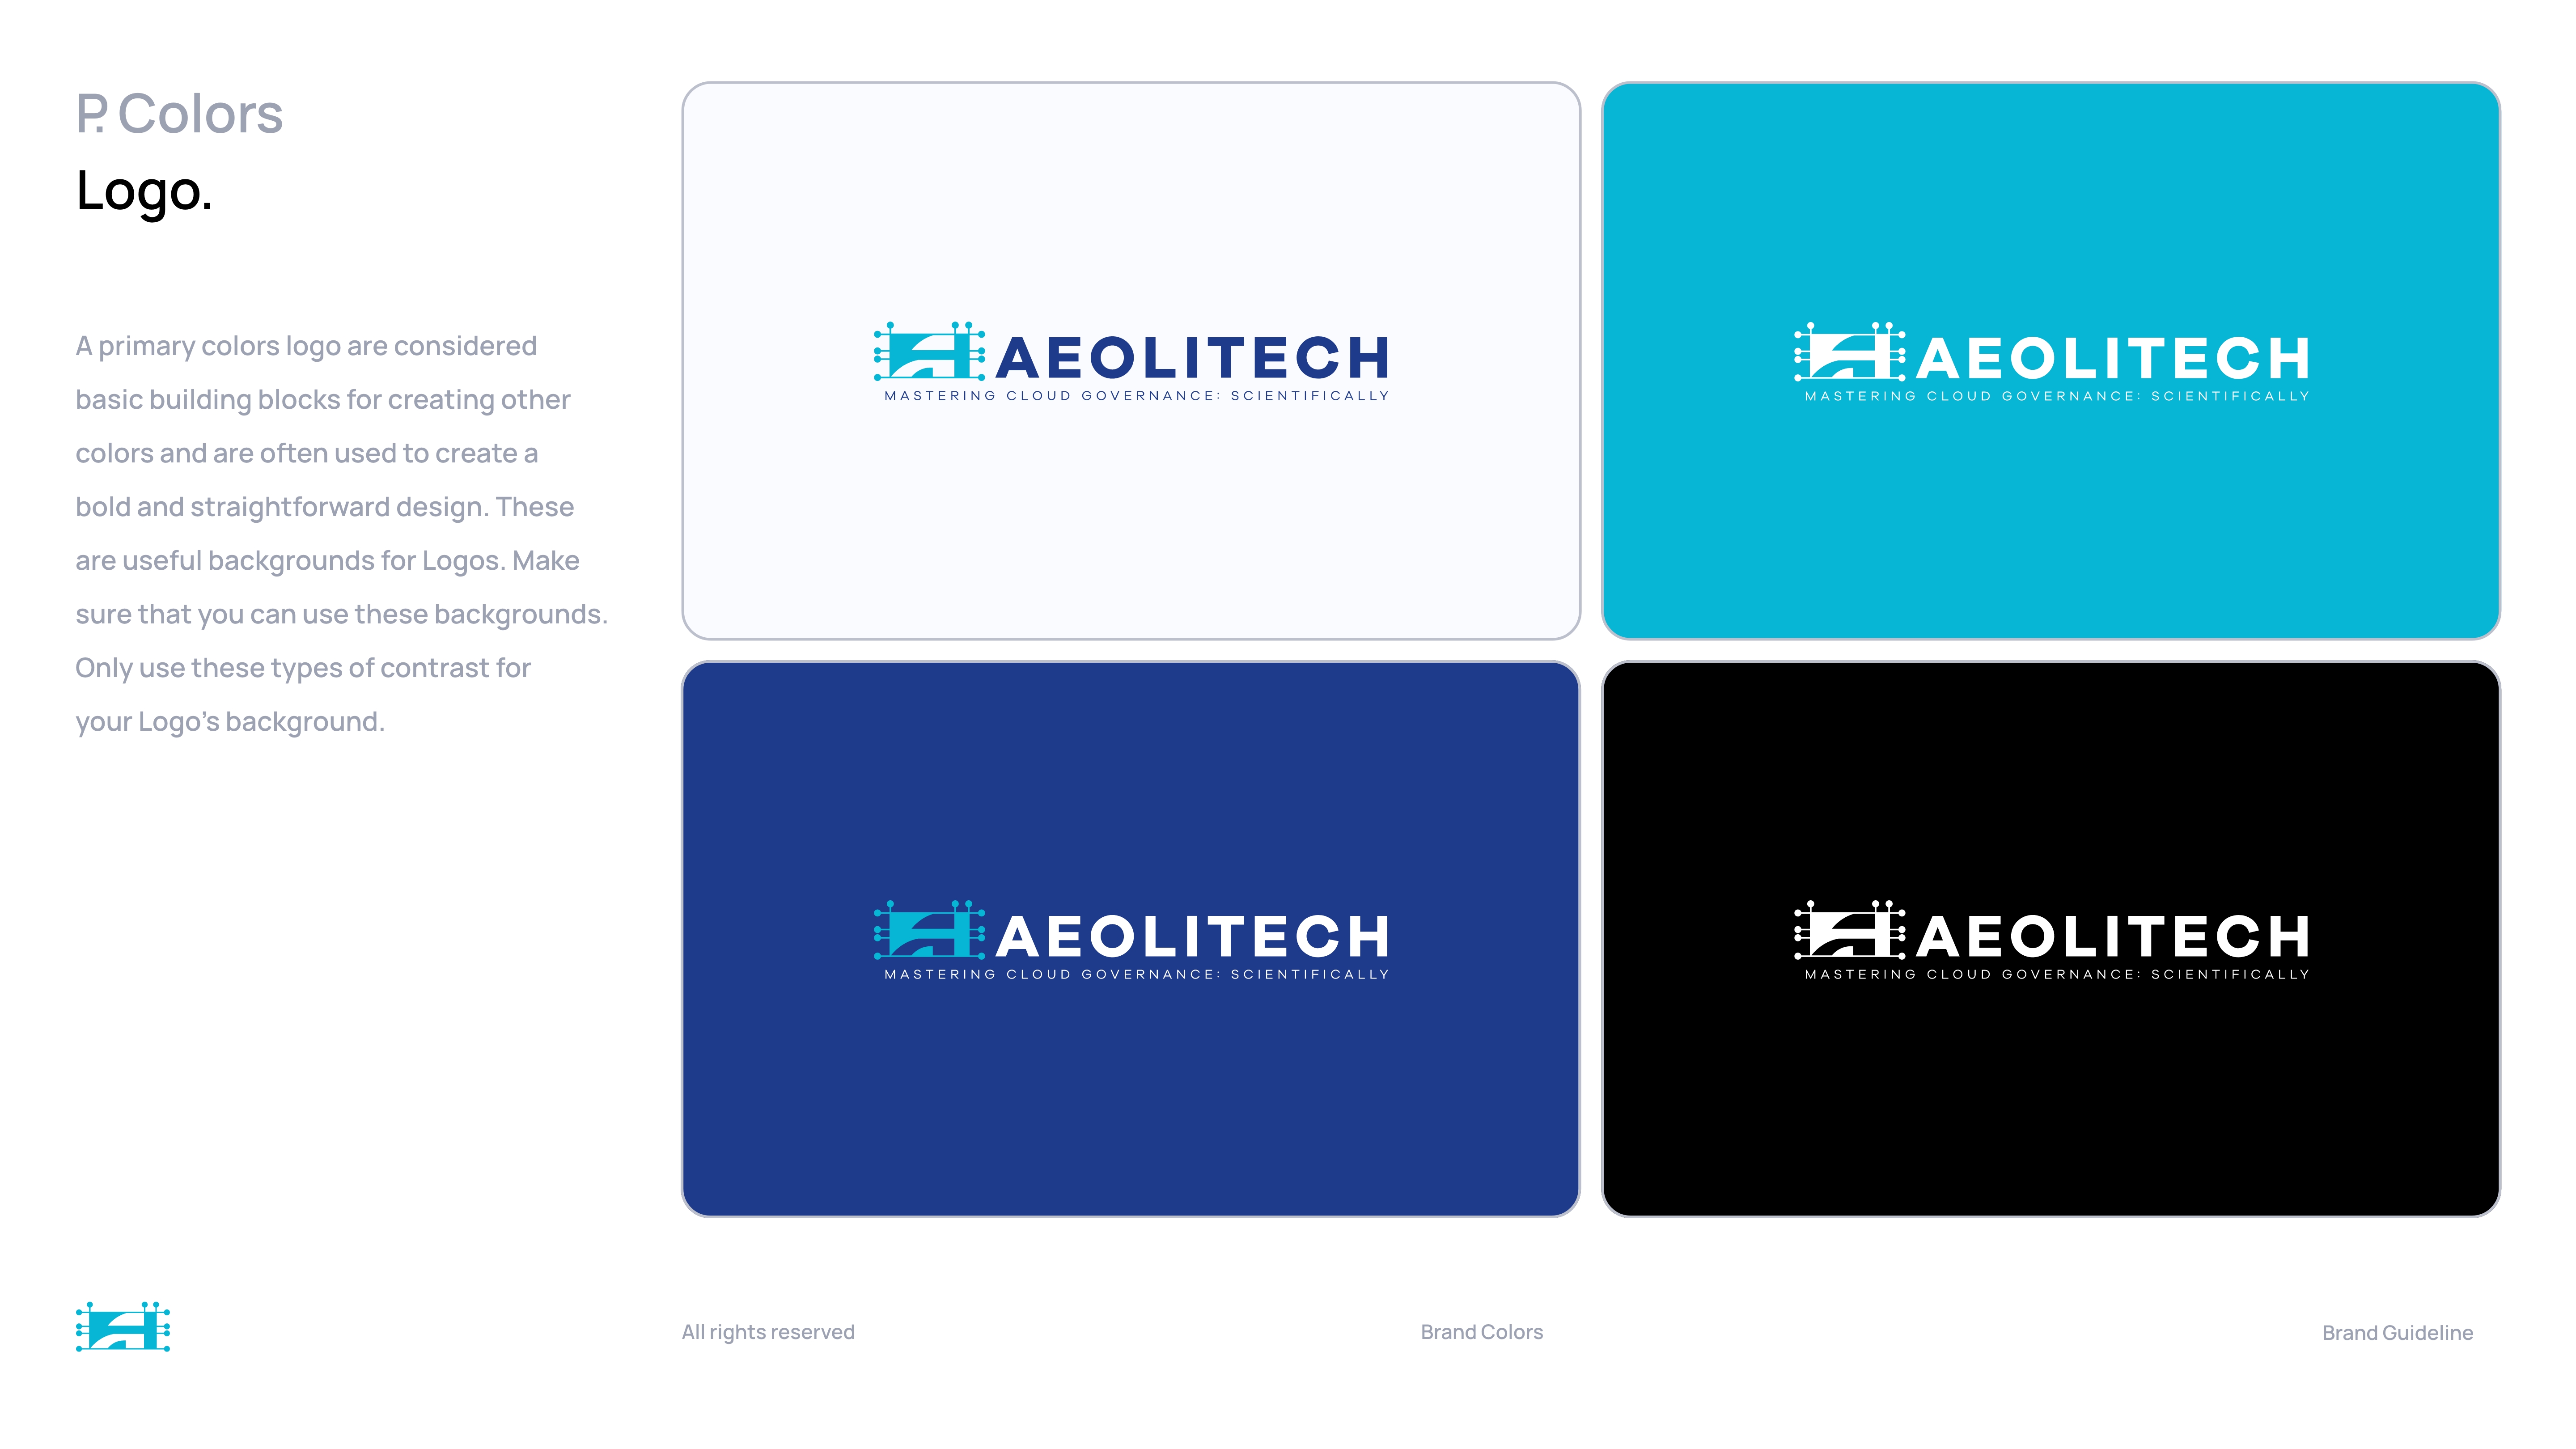 P. Colors
Logo.
A primary colors logo are considered
basic building blocks for creating other
colors and are often used to create a
bold and straightforward design. These
are useful backgrounds for Logos. Make
sure that you can use these backgrounds.
Only use these types of contrast for
your Logo’s background.
AEOLITECH
MASTERING CLOUD GOVERNANCE: SCIENTIFICALLY
AEOLITECH
MASTERING CLOUD GOVERNANCE: SCIENTIFICALLY
AEOLITECH
MASTERING CLOUD GOVERNANCE: SCIENTIFICALLY
AEOLITECH
MASTERING CLOUD GOVERNANCE: SCIENTIFICALLY
All rights reserved
Brand Colors
Brand Guideline